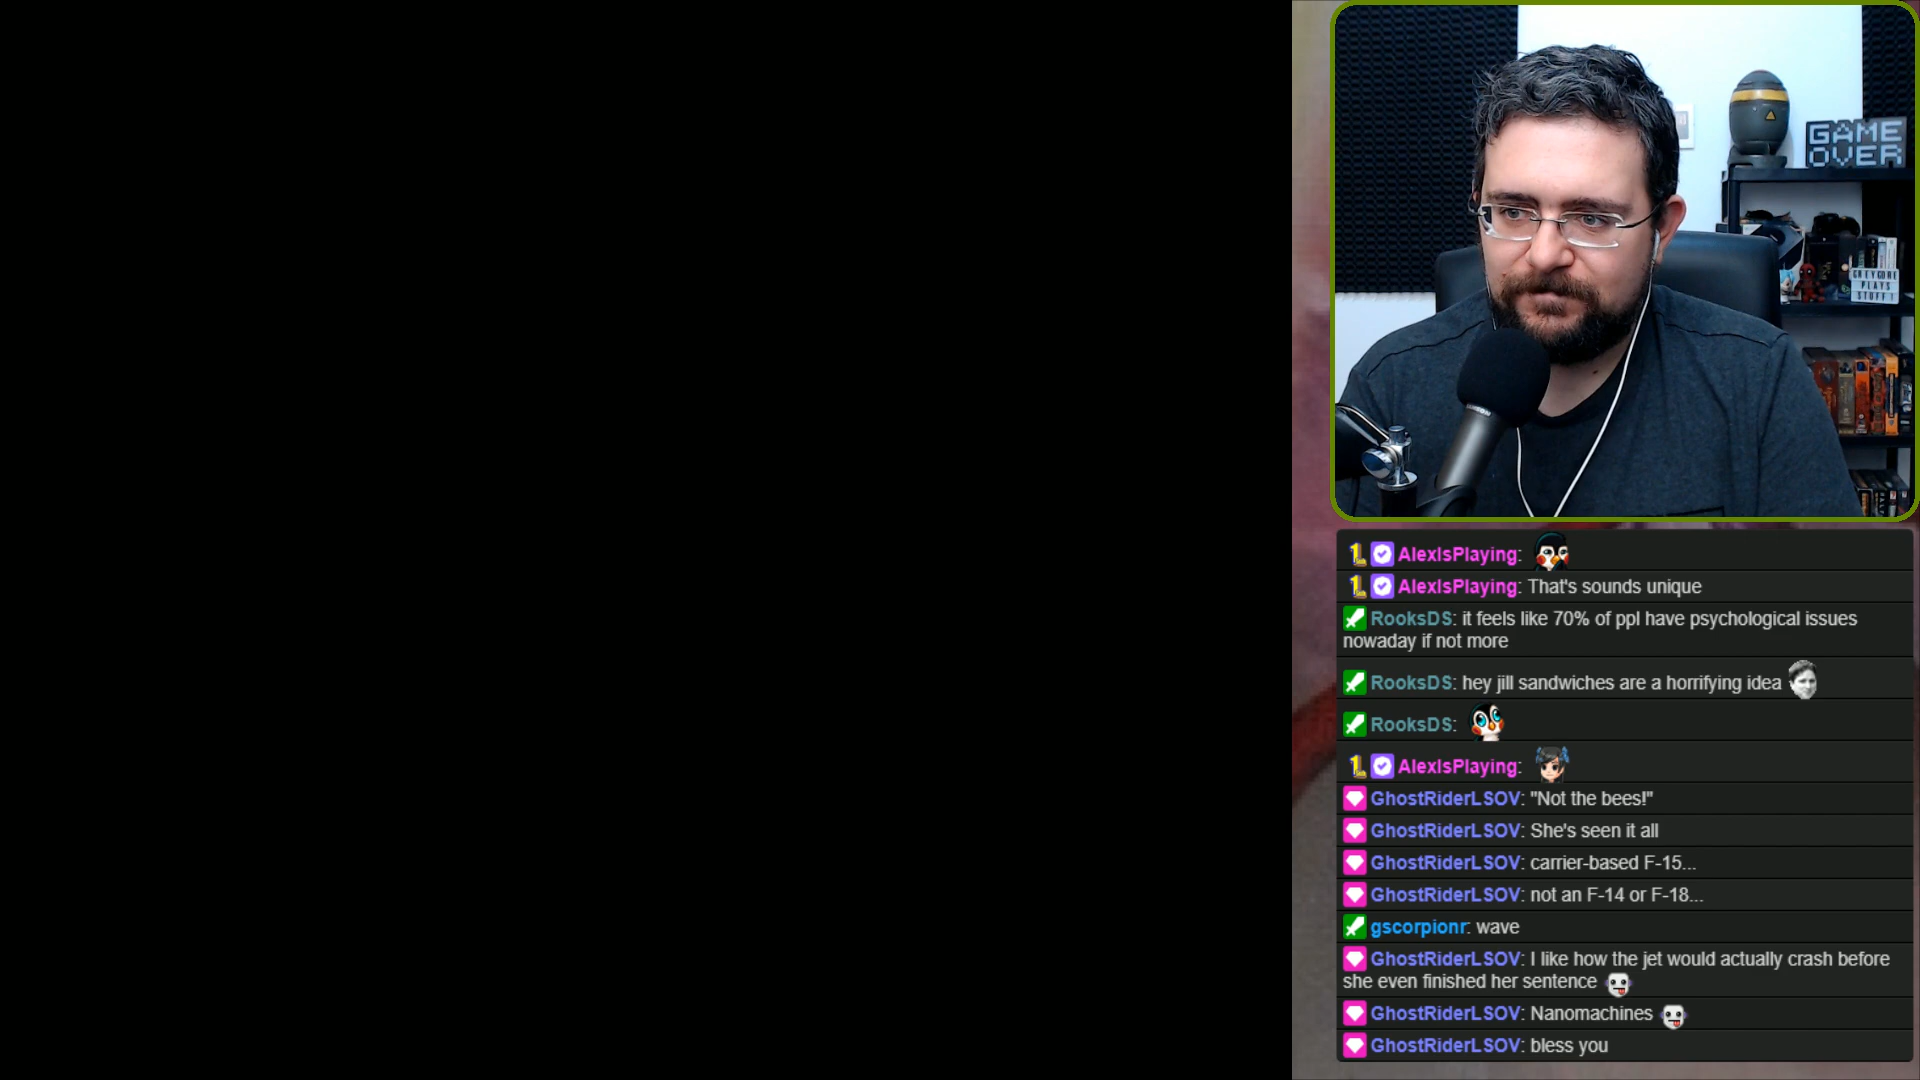 GAME
OVER
GREYGORE
PLAYS
STUFF!
AlexIsPlaying:
AlexIsPlaying: That's sounds unique
RooksDS: it feels like 70% of ppl have psychological issues
nowaday if not more
RooksDS: hey jill sandwiches are a horrifying idea
RooksDS:
AlexIsPlaying:
GhostRiderLSOV: "Not the bees!"
GhostRiderLSOV: She's seen it all
GhostRiderLSOV: carrier-based F-15...
GhostRiderLSOV: not an F-14 or F-18...
gscorpionr: wave
GhostRiderLSOV: I like how the jet would actually crash before
she even finished her sentence
GhostRiderLSOV: Nanomachines
GhostRiderLSOV: bless you